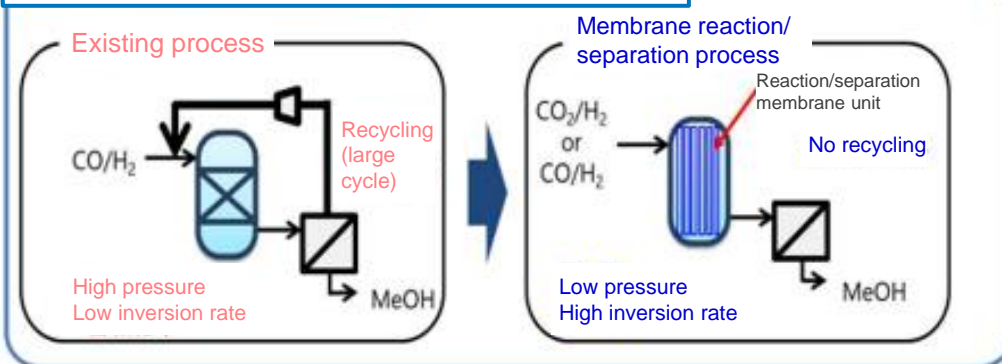 Existing process
CO/H₂
Recycling
(large
cycle)
High pressure
Low inversion rate
MeOH
Membrane reaction/
separation process
Reaction/separation
membrane unit
CO₂/H₂
or
CO/H₂
No recycling
Low pressure
High inversion rate
MeOH